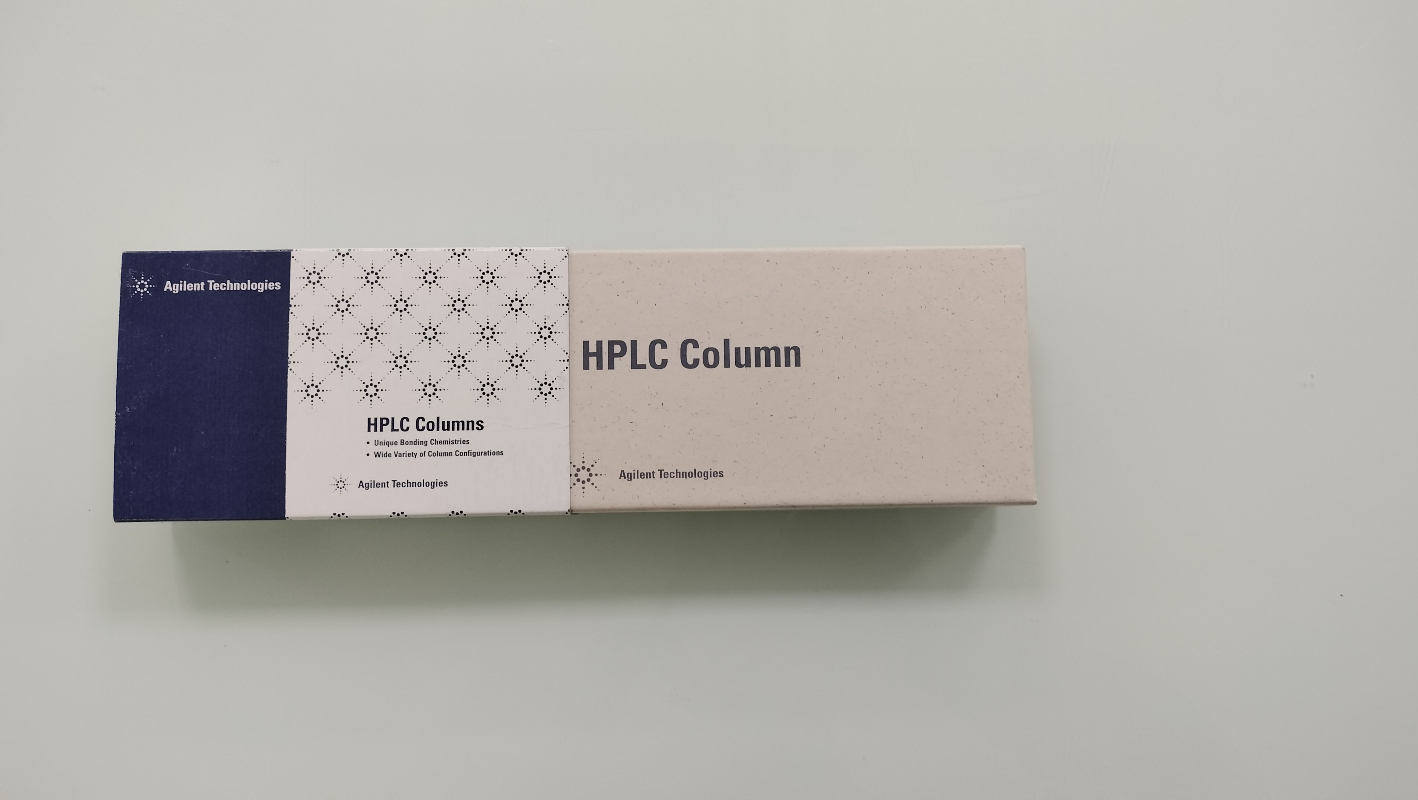 Agilent Technologies
HPLC Columns
• Unique Bonding Chemistries
• Wide Variety of Column Configurations
Agilent Technologies
HPLC Column
Agilent Technologies